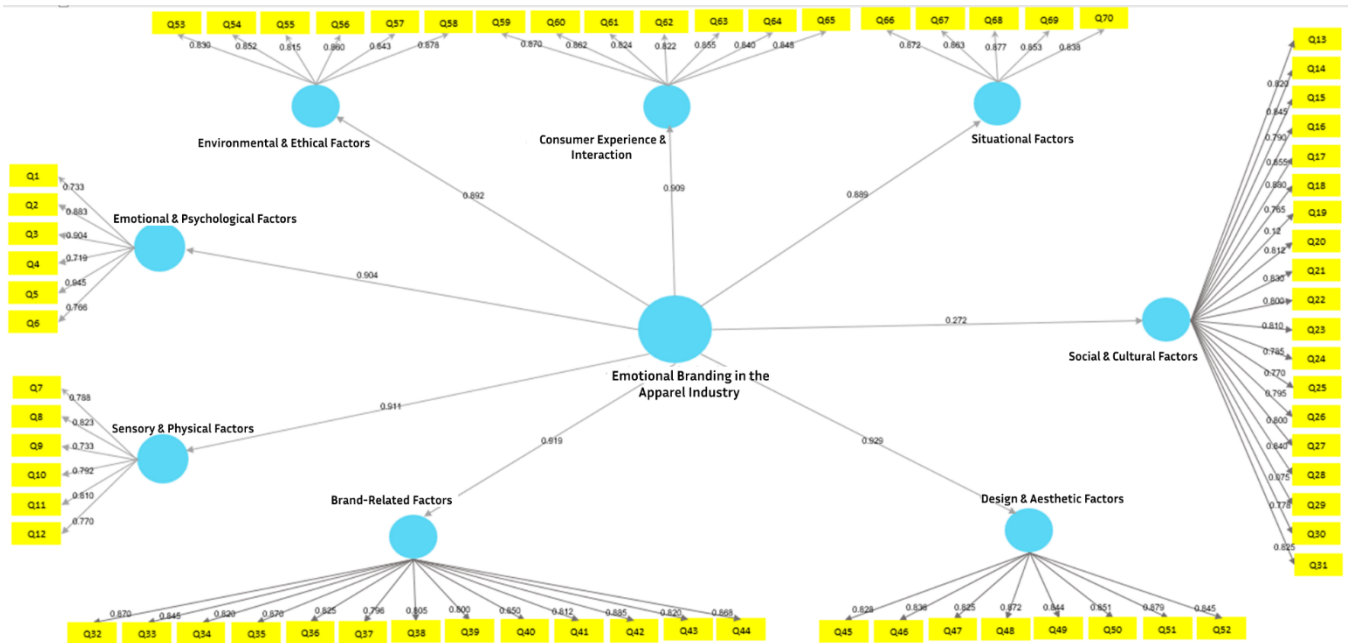 Q53 Q54 Q55 Q56 Q57 Q58 Q59 Q60 Q61 Q62 Q63 Q64 Q65 Q66 Q67 Q68 Q69 Q70
0.830 0.852 0.815 0.860 0.843 0.878 0.870 0.862 0.824 0.822 0.855 0.840 0.848 0.872 0.863 0.877 0.853 0.838
Environmental & Ethical Factors
Consumer Experience &
Interaction
Situational Factors
Q13
Q14
Q15
Q16
Q17
Q18
Q19
Q20
Q21
Q22
Q23
Q24
Q25
Q26
Q27
Q28
Q29
Q30
Q31
0.820
0.845
0.790
0.855
0.880
0.765
0.12
0.812
0.830
0.800
0.810
0.785
0.770
0.795
0.800
0.840
0.075
0.778
0.825
Social & Cultural Factors
0.892
0.909
0.889
Q1
Q2
Q3
Q4
Q5
Q6
0.733
0.883
0.904
0.719
0.845
0.766
Emotional & Psychological Factors
0.904
0.272
Emotional Branding in the
Apparel Industry
Q7
Q8
Q9
Q10
Q11
Q12
0.788
0.823
0.733
0.792
0.810
0.770
Sensory & Physical Factors
0.911
0.919
0.929
Brand-Related Factors
Design & Aesthetic Factors
0.870 0.845 0.820 0.870 0.825 0.796 0.805 0.800 0.850 0.812 0.885 0.820 0.868
Q32 Q33 Q34 Q35 Q36 Q37 Q38 Q39 Q40 Q41 Q42 Q43 Q44
0.828 0.836 0.825 0.872 0.844 0.851 0.879 0.845
Q45 Q46 Q47 Q48 Q49 Q50 Q51 Q52